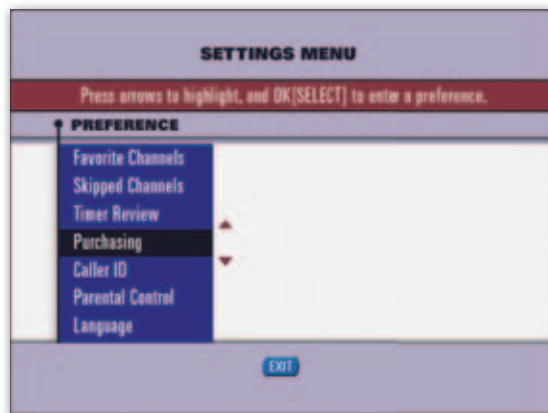 SETTINGS MENU
Press arrows to highlight, and OK[SELECT] to enter a preference.
PREFERENCE
Favorite Channels
Skipped Channels
Timer Review
Purchasing
Caller ID
Parental Control
Language
EXIT